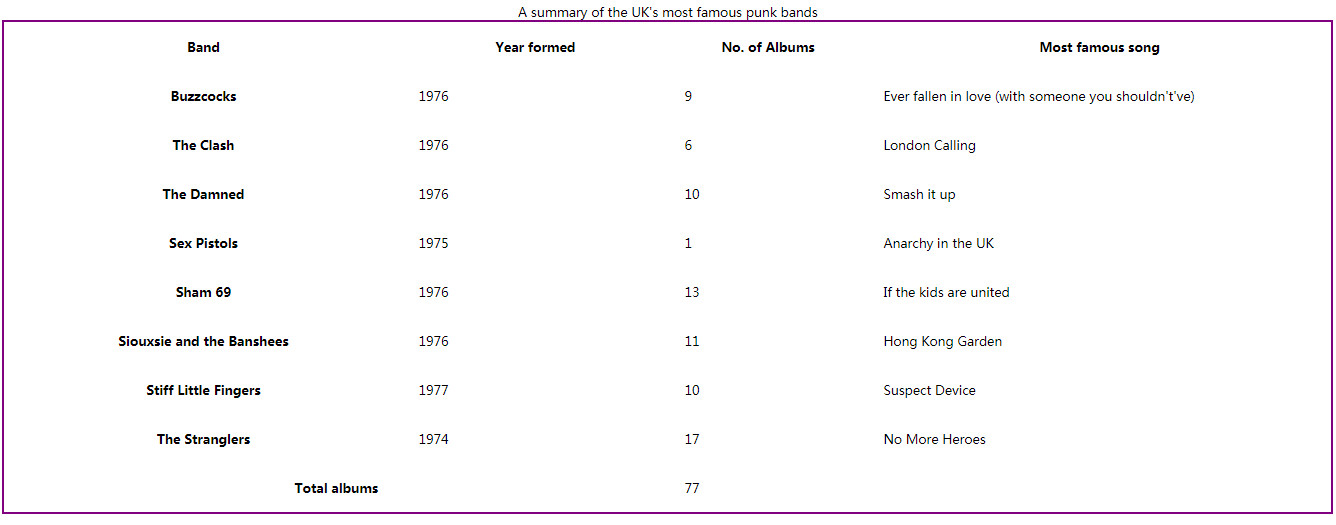 A summary of the UK's most famous punk bands
Band Year formed No. of Albums Most famous song
Buzzcocks 1976 9 Ever fallen in love (with someone you shouldn't've)
The Clash 1976 6 London Calling
The Damned 1976 10 Smash it up
Sex Pistols 1975 1 Anarchy in the UK
Sham 69 1976 13 If the kids are united
Siouxsie and the Banshees 1976 11 Hong Kong Garden
Stiff Little Fingers 1977 10 Suspect Device
The Stranglers 1974 17 No More Heroes
Total albums 77